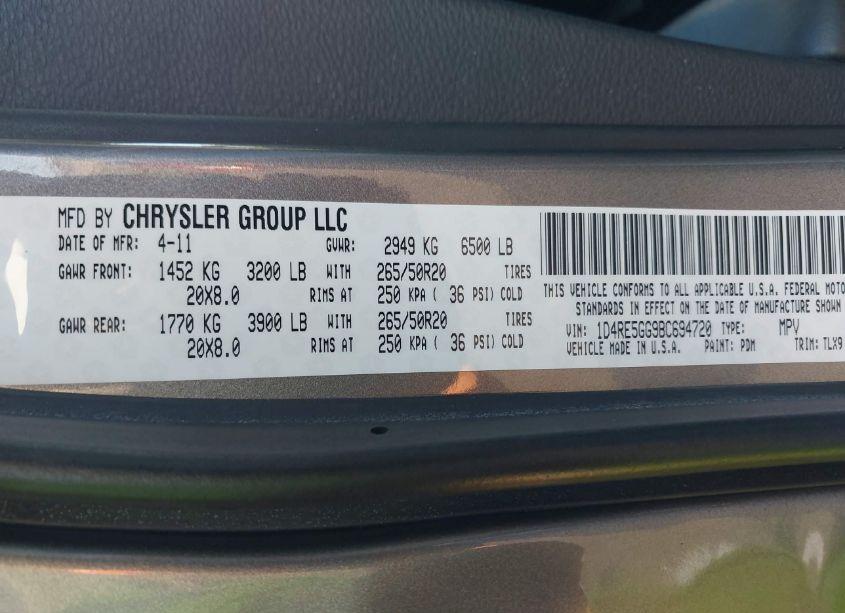 MFD BY CHRYSLER GROUP LLC
DATE OF MFR: 4-11 GVWR: 2949 KG 6500 LB
GAWR FRONT: 1452 KG 3200 LB WITH 265/50R20 TIRES
20X8.0 RIMS AT 250 KPA ( 36 PSI) COLD
GAWR REAR: 1770 KG 3900 LB WITH 265/50R20 TIRES
20X8.0 RIMS AT 250 KPA ( 36 PSI) COLD
THIS VEHICLE CONFORMS TO ALL APPLICABLE U.S.A. FEDERAL MOTO
STANDARDS IN EFFECT ON THE DATE OF MANUFACTURE SHOWN
VIN: 1D4RE5GG9BC694720 TYPE: MPV
VEHICLE MADE IN U.S.A. PAINT: PDM TRIM: TLX9